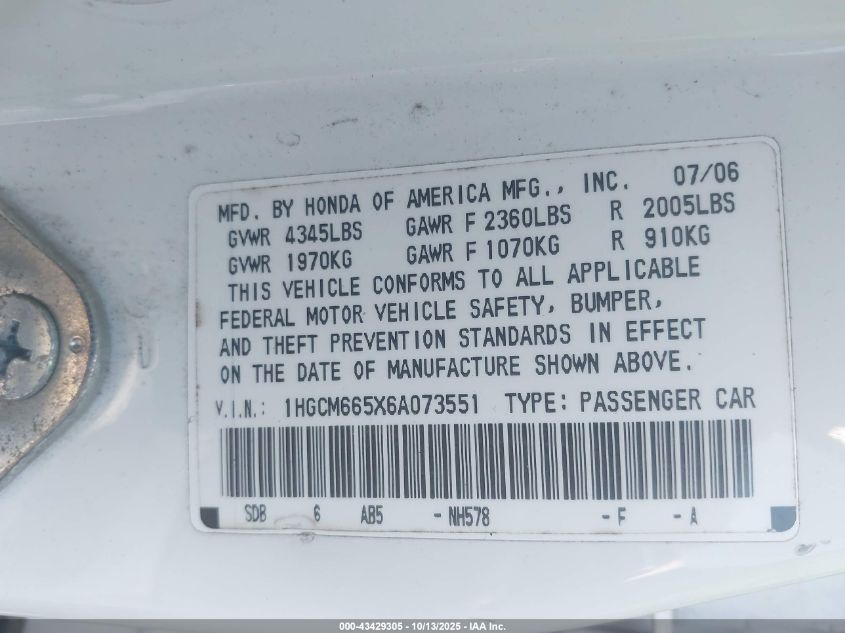 MFD. BY HONDA OF AMERICA MFG., INC. 07/06
GVWR 4345LBS GAWR F 2360LBS R 2005LBS
GVWR 1970KG GAWR F 1070KG R 910KG
THIS VEHICLE CONFORMS TO ALL APPLICABLE
FEDERAL MOTOR VEHICLE SAFETY, BUMPER,
AND THEFT PREVENTION STANDARDS IN EFFECT
ON THE DATE OF MANUFACTURE SHOWN ABOVE.
V.I.N.: 1HGCM665X6A073551 TYPE: PASSENGER CAR
SDB 6 AB5 -NH578 -F -A
000-43429305 - 10/13/2025 - IAA Inc.